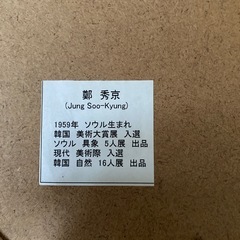 鄭 秀京
(Jung Soo-Kyung)
1959年 ソウル生まれ
韓国 美術大賞展 入選
ソウル 具象 5人展 出品
現代 美術際 入選
韓国 自然 16人展 出品